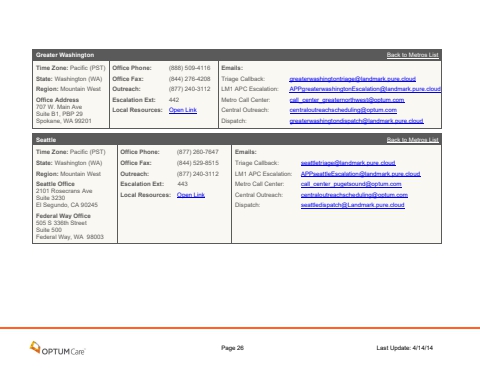 Greater Washington Back to Metros List
Time Zone: Pacific (PST)
State: Washington (WA)
Region: Mountain West
Office Address
707 W. Main Ave
Suite B1, PBP 29
Spokane, WA 99201
Office Phone: (888) 509-4116
Office Fax: (844) 276-4208
Outreach: (877) 240-3112
Escalation Ext: 442
Local Resources: Open Link
Emails:
Triage Callback: greaterwashingtontriage@landmark.pure.cloud
LM1 APC Escalation: APPgreaterwashingtonEscalation@landmark.pure.cloud
Metro Call Center: call_center_greaternorthwest@optum.com
Central Outreach: centraloutreachscheduling@optum.com
Dispatch: greaterwashingtondispatch@landmark.pure.cloud
Seattle Back to Metros List
Time Zone: Pacific (PST)
State: Washington (WA)
Region: Mountain West
Seattle Office
2101 Rosecrans Ave
Suite 3230
El Segundo, CA 90245
Federal Way Office
505 S 336th Street
Suite 500
Federal Way, WA 98003
Office Phone: (877) 260-7647
Office Fax: (844) 529-8515
Outreach: (877) 240-3112
Escalation Ext: 443
Local Resources: Open Link
Emails:
Triage Callback: seattletriage@landmark.pure.cloud
LM1 APC Escalation: APPseattleEscalation@landmark.pure.cloud
Metro Call Center: call_center_pugetsound@optum.com
Central Outreach: centraloutreachscheduling@optum.com
Dispatch: seattledispatch@Landmark.pure.cloud
OPTUMCare Page 26 Last Update: 4/14/14